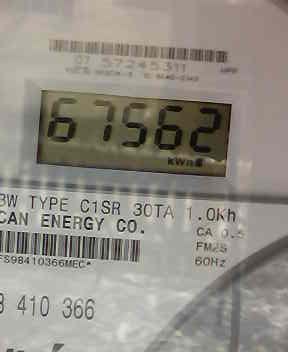 07 57245311
67562
kWh
3W TYPE C1SR 30TA 1.0Kh
CAN ENERGY CO.
CA 0.5
FM2S
60Hz
FS98410366MEC*
8 410 366